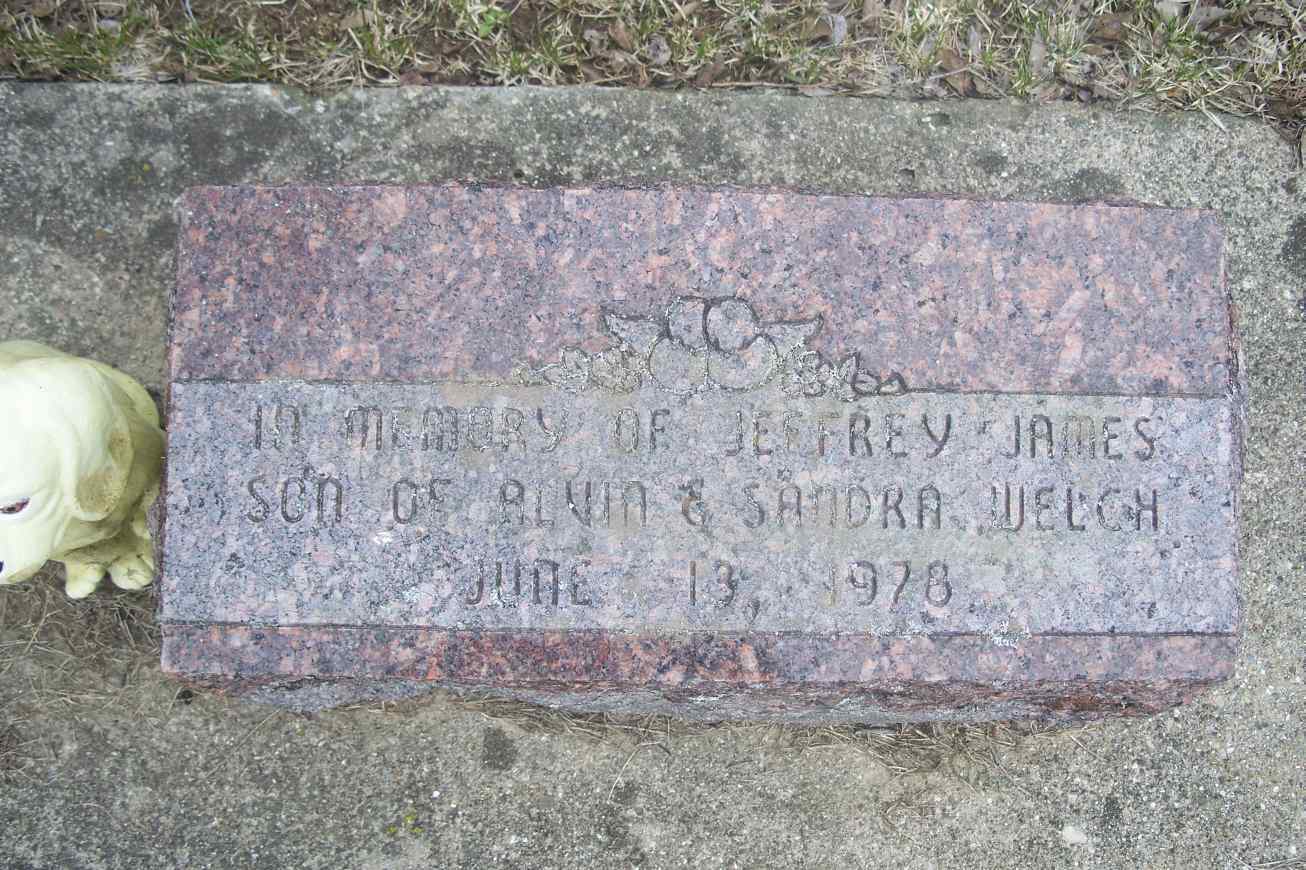 IN MEMORY OF JEFFREY JAMES
SON OF ALVIN & SANDRA WELCH
JUNE 13, 1978